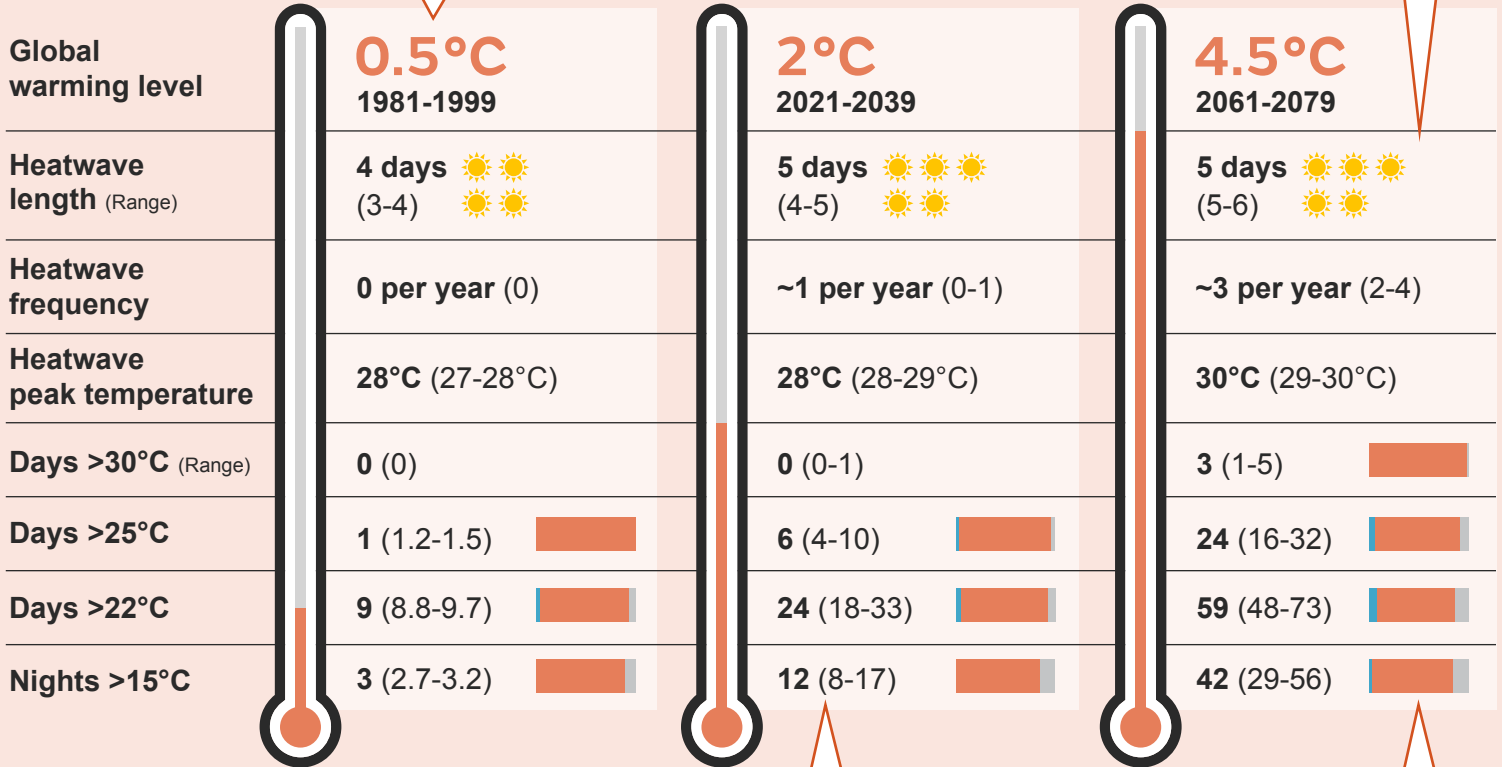 Global
warming level
0.5°C
1981-1999
2°C
2021-2039
4.5°C
2061-2079
Heatwave
length (Range)
4 days
(3-4)
5 days
(4-5)
5 days
(5-6)
Heatwave
frequency
0 per year (0)
~1 per year (0-1)
~3 per year (2-4)
Heatwave
peak temperature
28°C (27-28°C)
28°C (28-29°C)
30°C (29-30°C)
Days >30°C (Range)
0 (0)
0 (0-1)
3 (1-5)
Days >25°C
1 (1.2-1.5)
6 (4-10)
24 (16-32)
Days >22°C
9 (8.8-9.7)
24 (18-33)
59 (48-73)
Nights >15°C
3 (2.7-3.2)
12 (8-17)
42 (29-56)